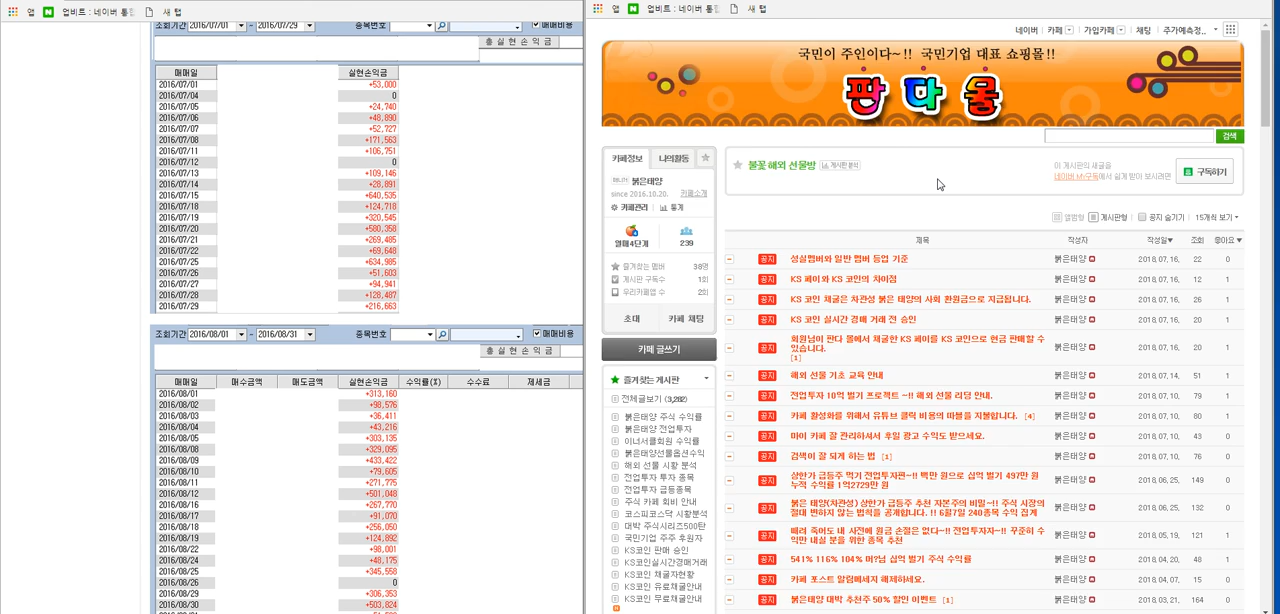 앱 업비트 : 네이버 통합 새 탭
조회기간 2016/07/01 ~ 2016/07/29 종목번호 매매비용
총 실 현 손 익 금
매매일 실현손익금
2016/07/01 +53,000
2016/07/04 0
2016/07/05 +24,740
2016/07/06 +48,890
2016/07/07 +52,727
2016/07/08 +171,563
2016/07/11 +106,751
2016/07/12 0
2016/07/13 +109,146
2016/07/14 +28,891
2016/07/15 +640,535
2016/07/18 +124,718
2016/07/19 +320,545
2016/07/20 +580,358
2016/07/21 +269,485
2016/07/22 +69,648
2016/07/25 +634,985
2016/07/26 +51,603
2016/07/27 +94,941
2016/07/28 +128,487
2016/07/29 +216,663
조회기간 2016/08/01 ~ 2016/08/31 종목번호 매매비용
총 실 현 손 익 금
매매일 매수금액 매도금액 실현손익금 수익률(%) 수수료 제세금
2016/08/01 +313,160
2016/08/02 +98,576
2016/08/03 +36,411
2016/08/04 +43,216
2016/08/05 +303,135
2016/08/08 +329,095
2016/08/09 +433,422
2016/08/10 +79,605
2016/08/11 +271,775
2016/08/12 +501,048
2016/08/16 +267,770
2016/08/17 +91,070
2016/08/18 +256,050
2016/08/19 +124,892
2016/08/22 +98,001
2016/08/24 +48,175
2016/08/25 +345,558
2016/08/26 0
2016/08/29 +306,353
2016/08/30 +503,824
앱 업비트 : 네이버 통합 새 탭
네이버 카페 가입카페 채팅 주가예측정..
국민이 주인이다~!! 국민기업 대표 쇼핑몰!!
판다몰
검색
카페정보 나의활동
매니저 붉은태양
since 2016.10.20. 카페소개
카페관리 통계
열매4단계 239
즐겨찾는 멤버 38명
게시판 구독수 1회
우리카페앱 수 2회
초대 카페 채팅
카페 글쓰기
즐겨찾는 게시판
전체글보기 (3,282)
붉은태양 주식 수익률
붉은태양 전업투자
이너서클회원 수익률
붉은태양선물옵션수익
해외 선물 시황 분석
전업투자 투자 종목
전업투자 급등종목
주식 카페 회비 안내
코스피코스닥 시황분석
대박 주식시리즈500탄
국민기업 주주 후원자
KS코인 판매 승인
KS코인실시간경매거래
KS코인 채굴자현황
KS코인 유료채굴안내
KS코인 무료채굴안내
불꽃 해외 선물방 게시판 분석
이 게시판의 새글을
네이버 MY구독에서 쉽게 받아 보시려면
구독하기
앨범형 게시판형 공지 숨기기 15개씩 보기
제목 작성자 작성일 조회 좋아요
공지 성실멤버와 일반 멤버 등업 기준 붉은태양 2018.07.16. 22 0
공지 KS 페이와 KS 코인의 차이점 붉은태양 2018.07.16. 12 1
공지 KS 코인 채굴은 차관성 붉은 태양의 사회 환원금으로 지급됩니다. 붉은태양 2018.07.16. 26 1
공지 KS 코인 실시간 경매 거래 전 승인 붉은태양 2018.07.16. 20 1
공지 회원님이 판다 몰에서 채굴한 KS 페이를 KS 코인으로 현금 판매할 수 있습니다. [1] 붉은태양 2018.07.16. 20 1
공지 해외 선물 기초 교육 안내 붉은태양 2018.07.14. 51 1
공지 전업투자 10억 벌기 프로젝트 ~!! 해외 선물 리딩 안내. 붉은태양 2018.07.10. 79 1
공지 카페 활성화를 위해서 유튜브 클릭 비용의 따블을 지불합니다. [4] 붉은태양 2018.07.10. 80 1
공지 마이 카페 잘 관리하셔서 후일 광고 수익도 받으세요. 붉은태양 2018.07.10. 43 0
공지 검색이 잘 되게 하는 법 [1] 붉은태양 2018.07.10. 76 0
공지 상한가 급등주 먹기 전업투자편~!! 백만 원으로 십억 벌기 497만 원 누적 수익률 1억2729만 원 붉은태양 2018.06.25. 149 0
공지 붉은 태양(차관성) 상한가 급등주 추천 자본주의 비밀~!! 주식 시장의 절대 변하지 않는 법칙을 공개합니다. !! 6월7일 240종목 수익 집계 붉은태양 2018.06.25. 132 0
공지 때려 죽여도 내 사전에 원금 손절은 없다~!! 전업투자자~!! 꾸준히 수익만 내실 분을 위한 종목 추천 붉은태양 2018.05.19. 121 1
공지 541% 116% 104% 머?님 십억 벌기 주식 수익률 붉은태양 2018.04.20. 48 1
공지 카페 포스트 알림메세지 해제하세요. 붉은태양 2018.04.07. 15 0
공지 붉은태양 대박 추천주 50% 할인 이벤트 [1] 붉은태양 2018.03.21. 164 0